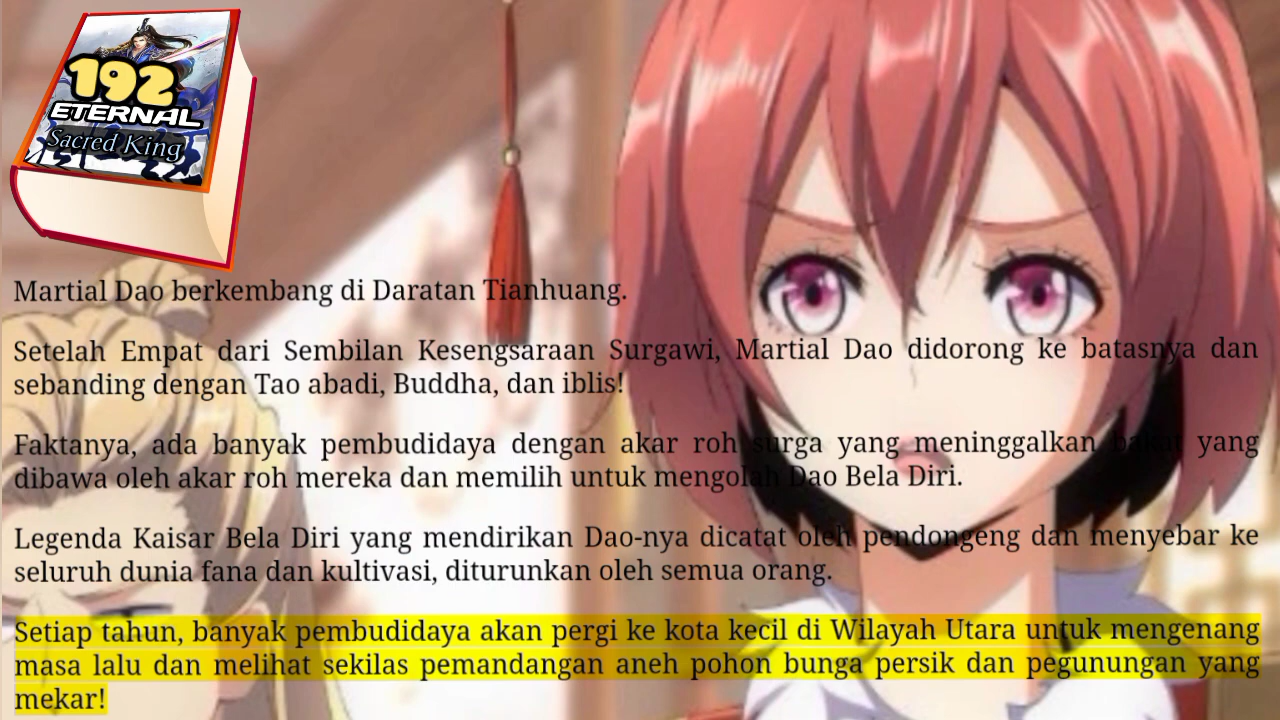 192
ETERNAL
Sacred King
Martial Dao berkembang di Daratan Tianhuang.
Setelah Empat dari Sembilan Kesengsaraan Surgawi, Martial Dao didorong ke batasnya dan
sebanding dengan Tao abadi, Buddha, dan iblis!
Faktanya, ada banyak pembudidaya dengan akar roh surga yang meninggalkan bakat yang
dibawa oleh akar roh mereka dan memilih untuk mengolah Dao Bela Diri.
Legenda Kaisar Bela Diri yang mendirikan Dao-nya dicatat oleh pendongeng dan menyebar ke
seluruh dunia fana dan kultivasi, diturunkan oleh semua orang.
Setiap tahun, banyak pembudidaya akan pergi ke kota kecil di Wilayah Utara untuk mengenang
masa lalu dan melihat sekilas pemandangan aneh pohon bunga persik dan pegunungan yang
mekar!